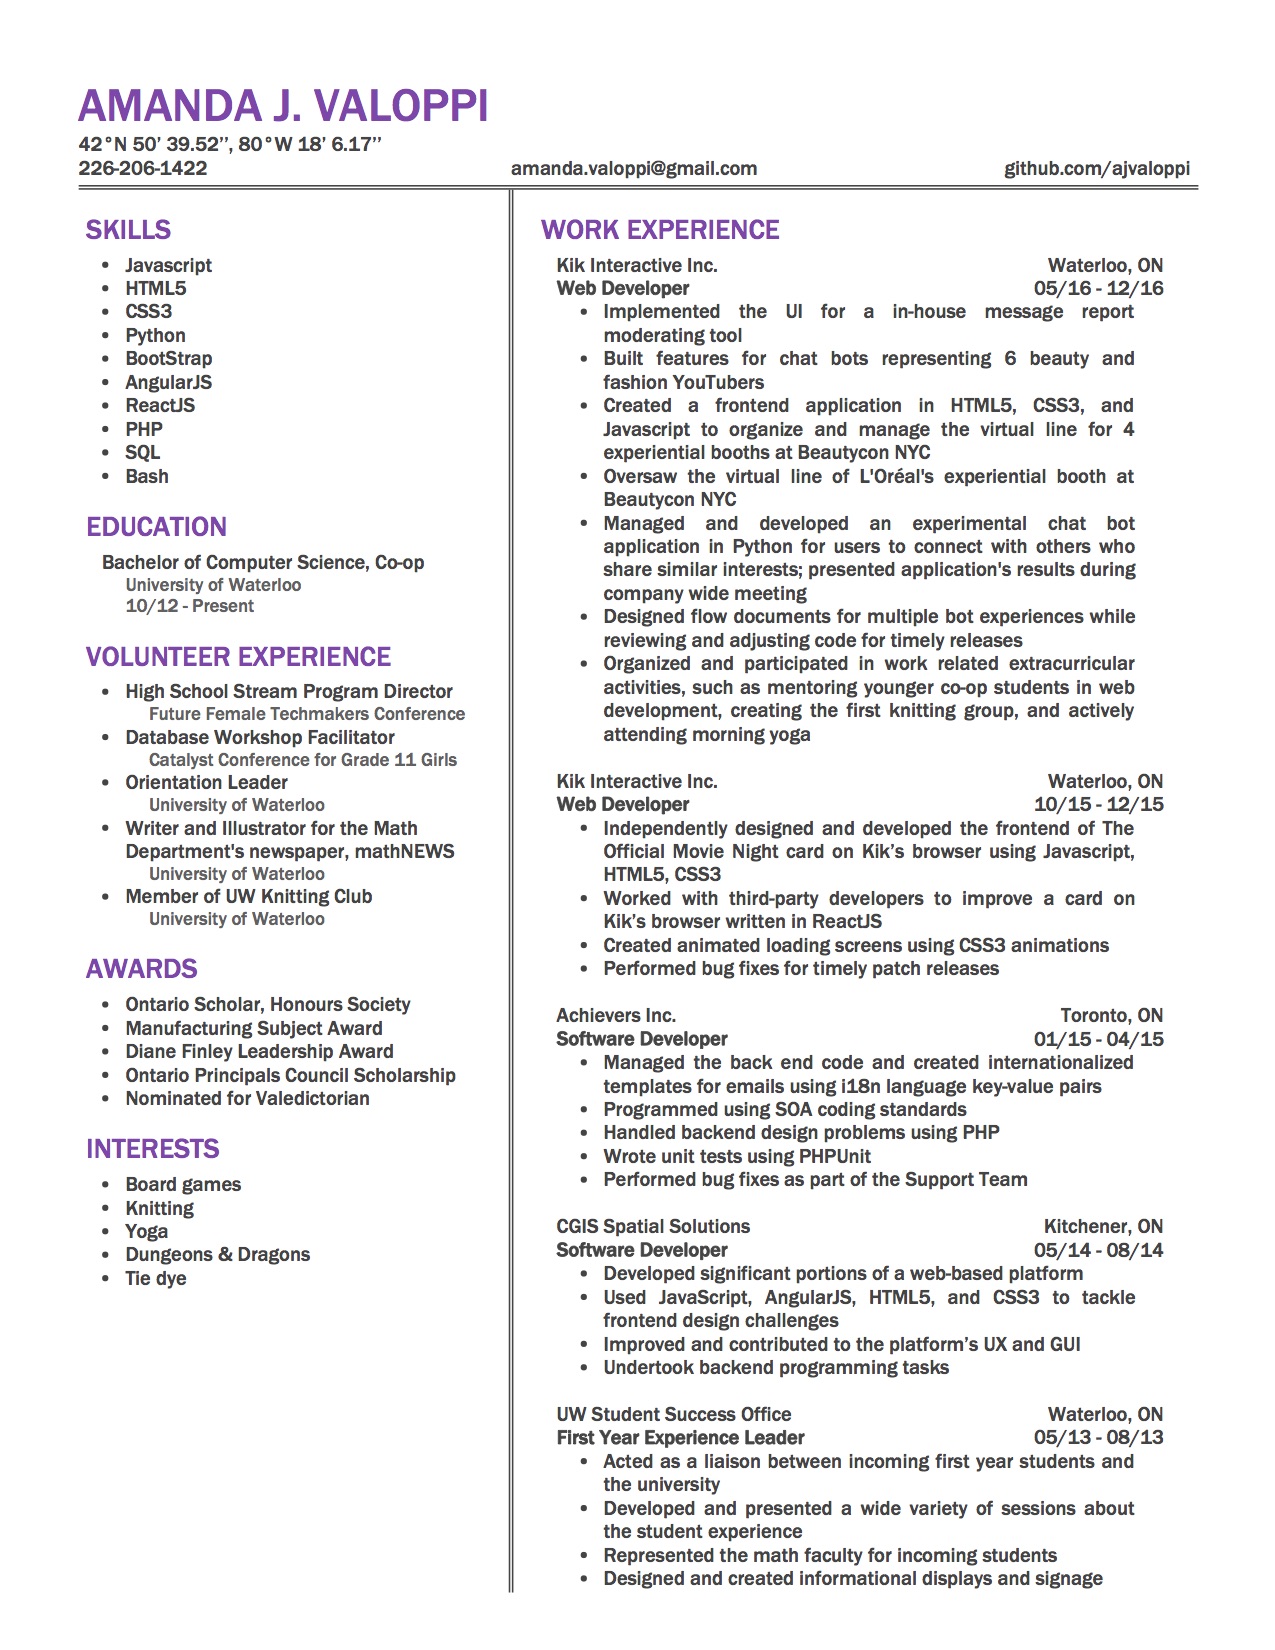 AMANDA J. VALOPPI
42°N 50' 39.52’’, 80°W 18' 6.17’’
226-206-1422 amanda.valoppi@gmail.com github.com/ajvaloppi
SKILLS
• Javascript
• HTML5
• CSS3
• Python
• BootStrap
• AngularJS
• ReactJS
• PHP
• SQL
• Bash
EDUCATION
Bachelor of Computer Science, Co-op
University of Waterloo
10/12 - Present
VOLUNTEER EXPERIENCE
• High School Stream Program Director
Future Female Techmakers Conference
• Database Workshop Facilitator
Catalyst Conference for Grade 11 Girls
• Orientation Leader
University of Waterloo
• Writer and Illustrator for the Math
Department's newspaper, mathNEWS
University of Waterloo
• Member of UW Knitting Club
University of Waterloo
AWARDS
• Ontario Scholar, Honours Society
• Manufacturing Subject Award
• Diane Finley Leadership Award
• Ontario Principals Council Scholarship
• Nominated for Valedictorian
INTERESTS
• Board games
• Knitting
• Yoga
• Dungeons & Dragons
• Tie dye
WORK EXPERIENCE
Kik Interactive Inc. Waterloo, ON
Web Developer 05/16 - 12/16
• Implemented the UI for a in-house message report
moderating tool
• Built features for chat bots representing 6 beauty and
fashion YouTubers
• Created a frontend application in HTML5, CSS3, and
Javascript to organize and manage the virtual line for 4
experiential booths at Beautycon NYC
• Oversaw the virtual line of L'Oréal's experiential booth at
Beautycon NYC
• Managed and developed an experimental chat bot
application in Python for users to connect with others who
share similar interests; presented application's results during
company wide meeting
• Designed flow documents for multiple bot experiences while
reviewing and adjusting code for timely releases
• Organized and participated in work related extracurricular
activities, such as mentoring younger co-op students in web
development, creating the first knitting group, and actively
attending morning yoga
Kik Interactive Inc. Waterloo, ON
Web Developer 10/15 - 12/15
• Independently designed and developed the frontend of The
Official Movie Night card on Kik’s browser using Javascript,
HTML5, CSS3
• Worked with third-party developers to improve a card on
Kik’s browser written in ReactJS
• Created animated loading screens using CSS3 animations
• Performed bug fixes for timely patch releases
Achievers Inc. Toronto, ON
Software Developer 01/15 - 04/15
• Managed the back end code and created internationalized
templates for emails using i18n language key-value pairs
• Programmed using SOA coding standards
• Handled backend design problems using PHP
• Wrote unit tests using PHPUnit
• Performed bug fixes as part of the Support Team
CGIS Spatial Solutions Kitchener, ON
Software Developer 05/14 - 08/14
• Developed significant portions of a web-based platform
• Used JavaScript, AngularJS, HTML5, and CSS3 to tackle
frontend design challenges
• Improved and contributed to the platform’s UX and GUI
• Undertook backend programming tasks
UW Student Success Office Waterloo, ON
First Year Experience Leader 05/13 - 08/13
• Acted as a liaison between incoming first year students and
the university
• Developed and presented a wide variety of sessions about
the student experience
• Represented the math faculty for incoming students
• Designed and created informational displays and signage